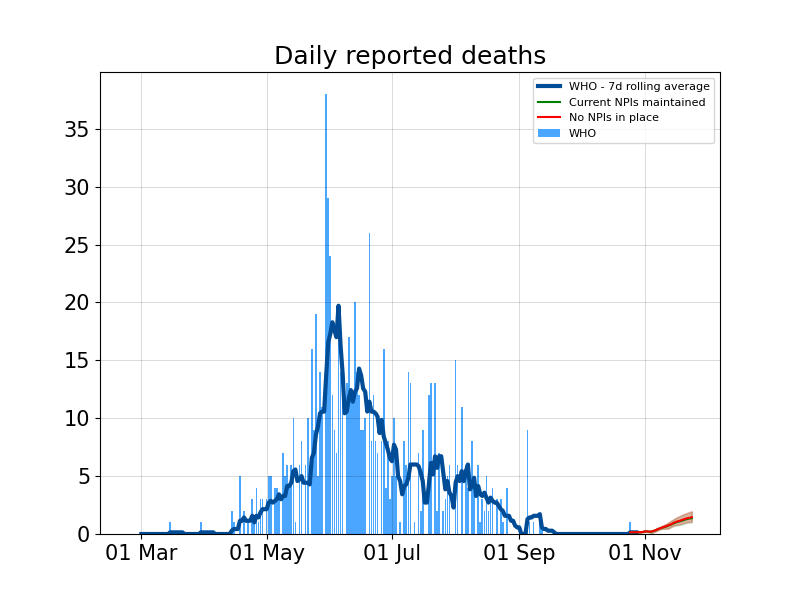 Daily reported deaths
WHO - 7d rolling average
Current NPIs maintained
No NPIs in place
WHO
35
30
25
20
15
10
5
0
01 Mar
01 May
01 Jul
01 Sep
01 Nov